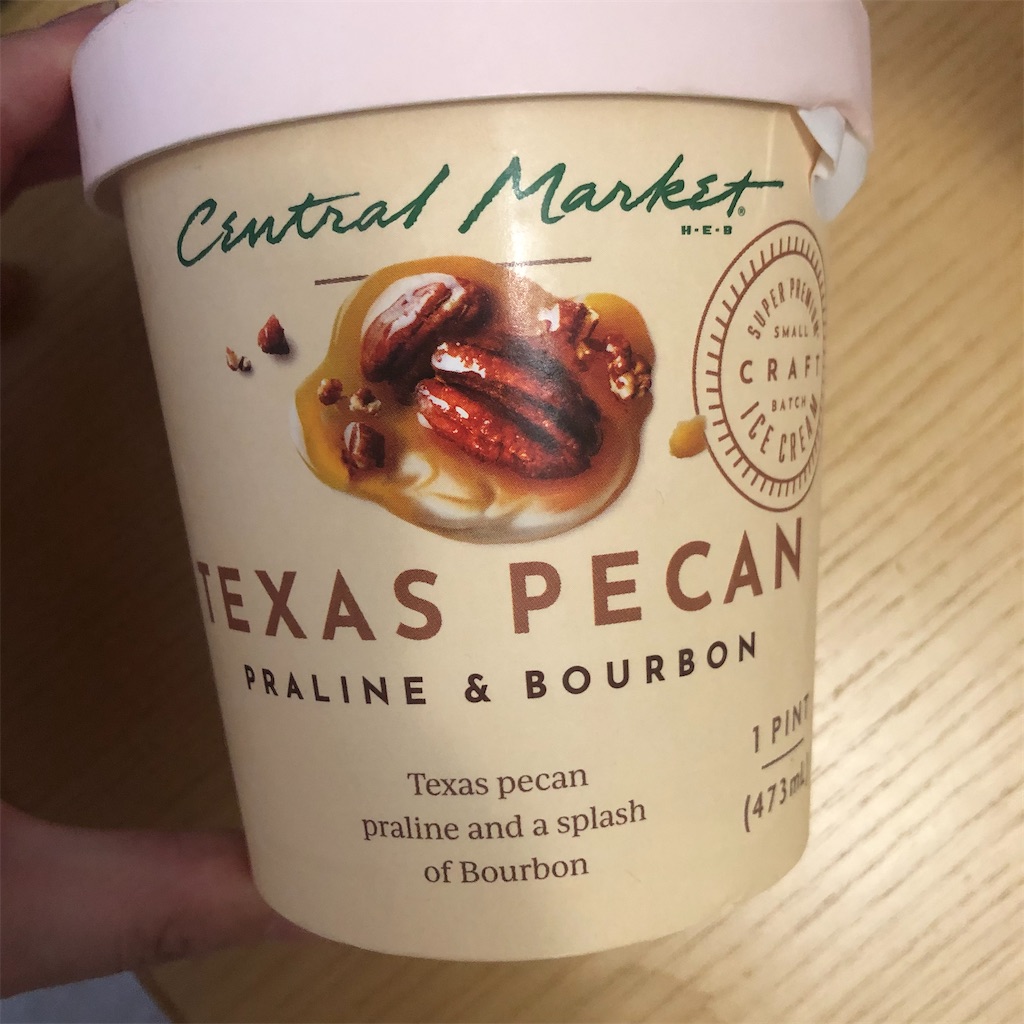 Central Market®
H-E-B
SUPER PREMIUM
SMALL
CRAFT
BATCH
ICE CREAM
TEXAS PECAN
PRALINE & BOURBON
1 PINT
(473mL)
Texas pecan
praline and a splash
of Bourbon